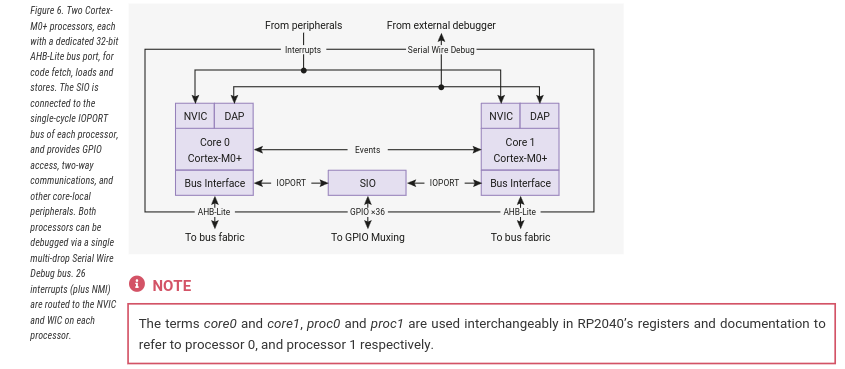 Figure 6. Two Cortex-
M0+ processors, each
with a dedicated 32-bit
AHB-Lite bus port, for
code fetch, loads and
stores. The SIO is
connected to the
single-cycle IOPORT
bus of each processor,
and provides GPIO
access, two-way
communications, and
other core-local
peripherals. Both
processors can be
debugged via a single
multi-drop Serial Wire
Debug bus. 26
interrupts (plus NMI)
are routed to the NVIC
and WIC on each
processor.
From peripherals
From external debugger
Interrupts
Serial Wire Debug
NVIC
DAP
NVIC
DAP
Core 0
Cortex-M0+
Events
Core 1
Cortex-M0+
Bus Interface
IOPORT
SIO
IOPORT
Bus Interface
AHB-Lite
GPIO ×36
AHB-Lite
To bus fabric
To GPIO Muxing
To bus fabric
NOTE
The terms core0 and core1, proc0 and proc1 are used interchangeably in RP2040’s registers and documentation to
refer to processor 0, and processor 1 respectively.